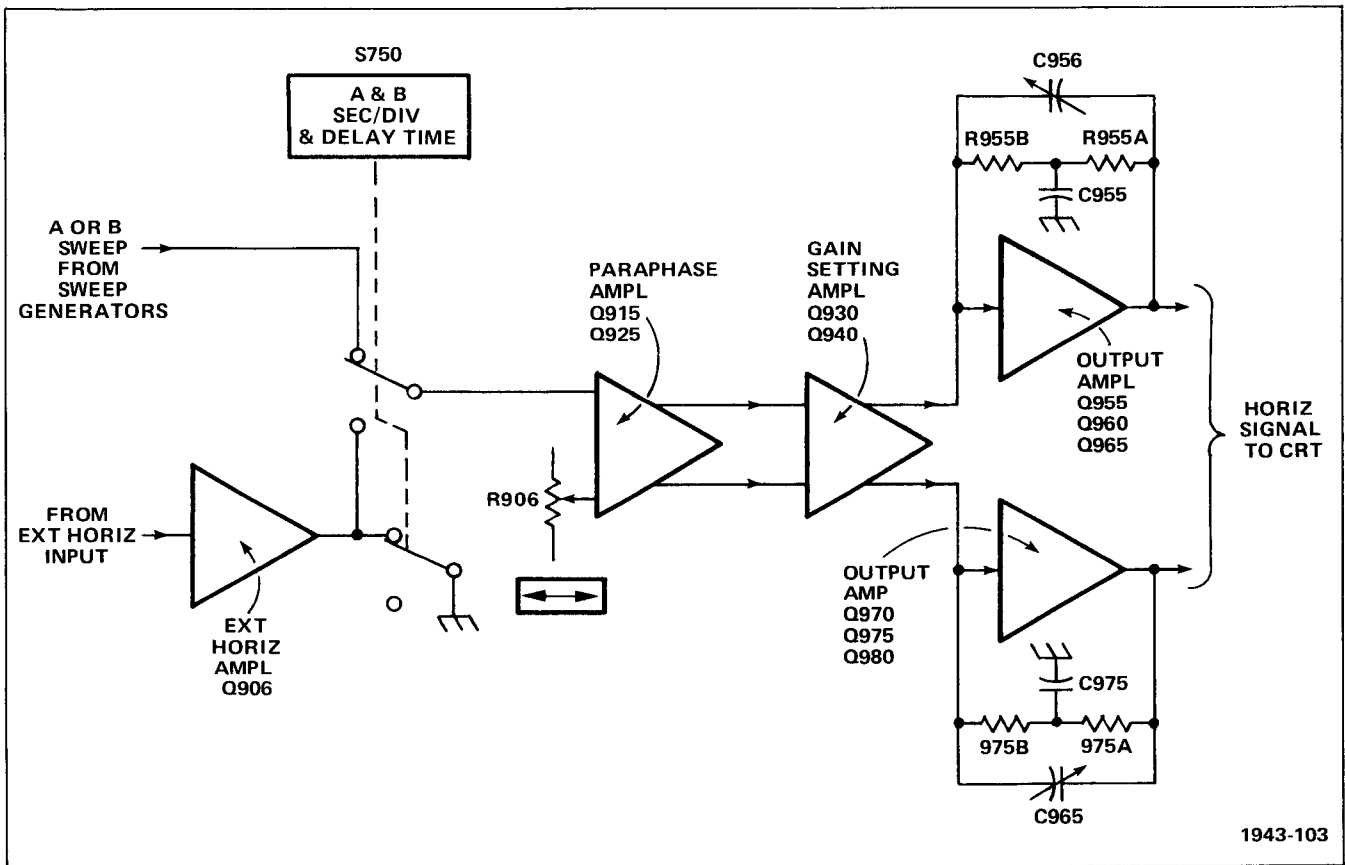 S750
A & B
SEC/DIV
& DELAY TIME
A OR B
SWEEP
FROM
SWEEP
GENERATORS
FROM
EXT HORIZ
INPUT
EXT
HORIZ
AMPL
Q906
R906
PARAPHASE
AMPL
Q915
Q925
GAIN
SETTING
AMPL
Q930
Q940
C956
R955B
R955A
C955
OUTPUT
AMPL
Q955
Q960
Q965
HORIZ
SIGNAL
TO CRT
OUTPUT
AMP
Q970
Q975
Q980
C975
975B
975A
C965
1943-103